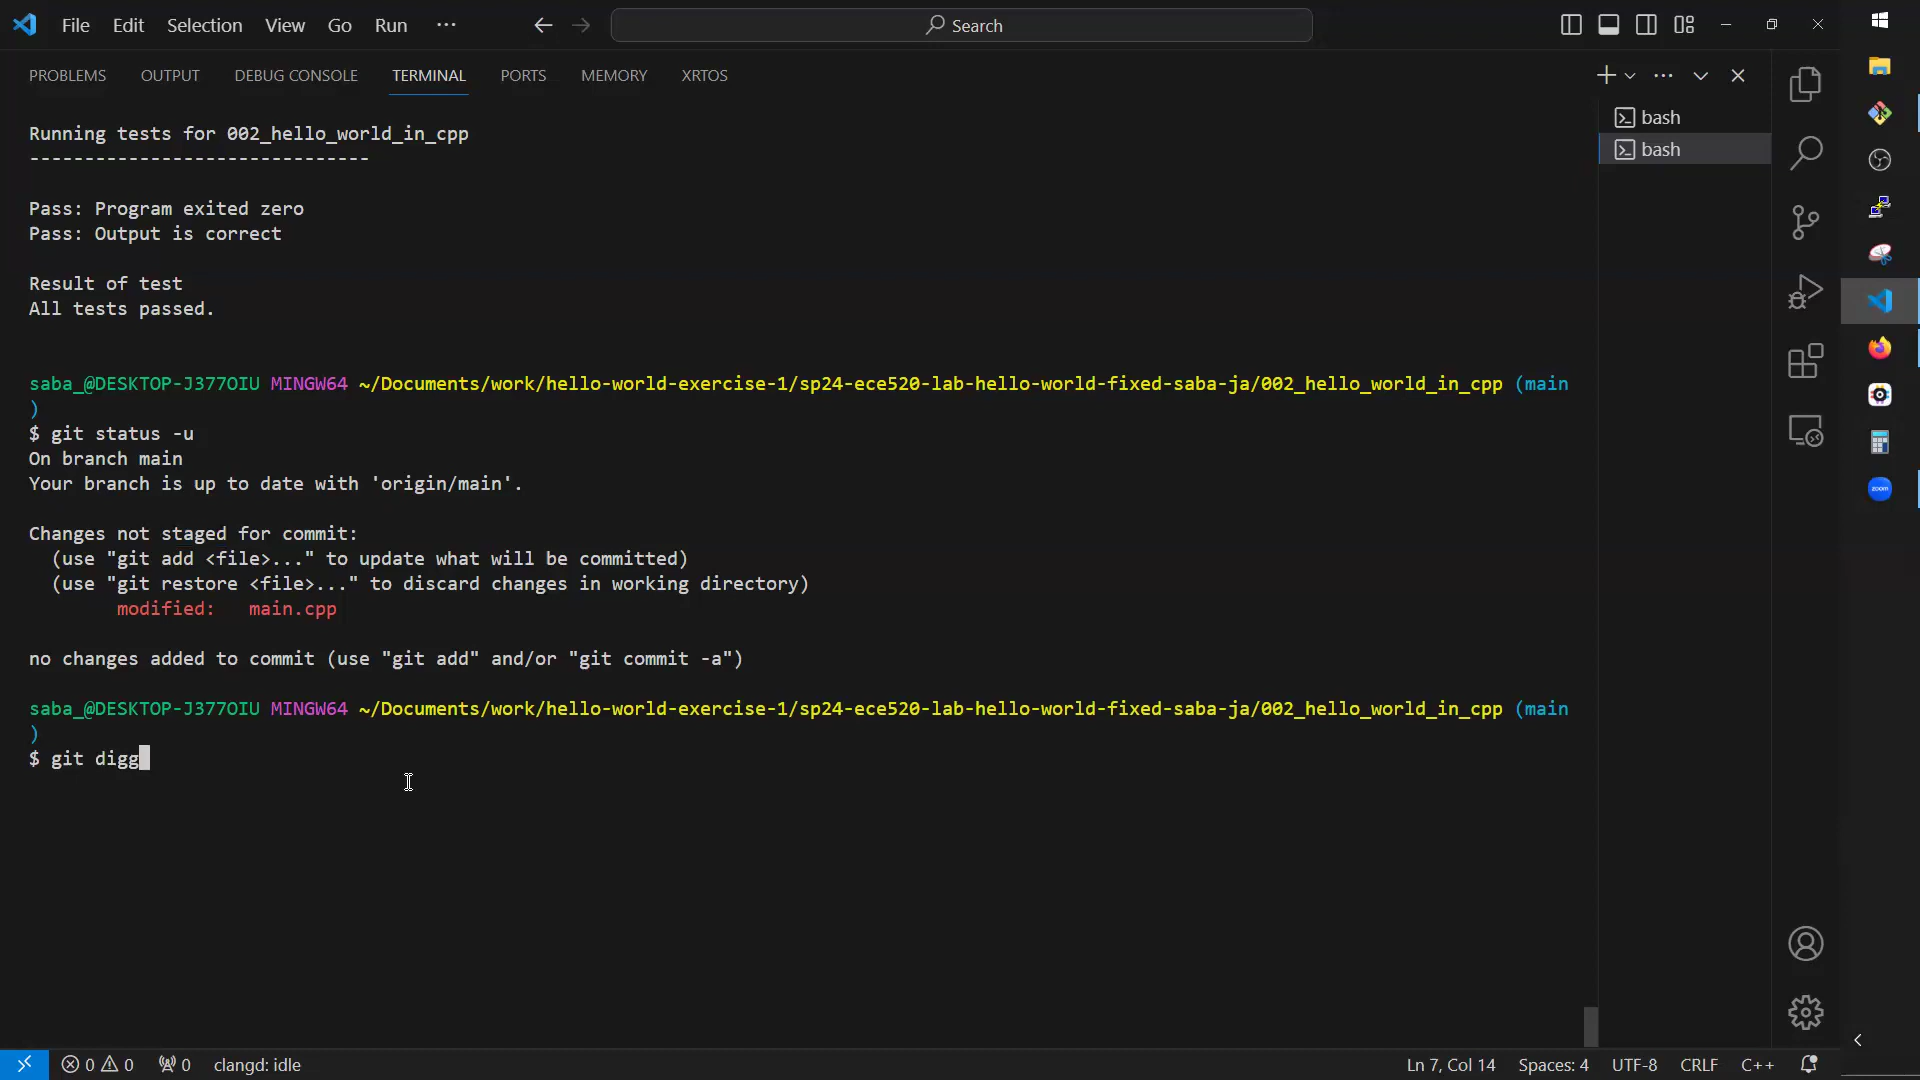 File Edit Selection View Go Run ··· Search
PROBLEMS OUTPUT DEBUG CONSOLE TERMINAL PORTS MEMORY XRTOS
bash
bash
Running tests for 002_hello_world_in_cpp
-------------------------------
Pass: Program exited zero
Pass: Output is correct
Result of test
All tests passed.
saba_@DESKTOP-J377OIU MINGW64 ~/Documents/work/hello-world-exercise-1/sp24-ece520-lab-hello-world-fixed-saba-ja/002_hello_world_in_cpp (main
)
$ git status -u
On branch main
Your branch is up to date with 'origin/main'.
Changes not staged for commit:
(use "git add <file>..." to update what will be committed)
(use "git restore <file>..." to discard changes in working directory)
modified: main.cpp
no changes added to commit (use "git add" and/or "git commit -a")
saba_@DESKTOP-J377OIU MINGW64 ~/Documents/work/hello-world-exercise-1/sp24-ece520-lab-hello-world-fixed-saba-ja/002_hello_world_in_cpp (main
)
$ git digg
zoom
0 0 0 clangd: idle Ln 7, Col 14 Spaces: 4 UTF-8 CRLF C++